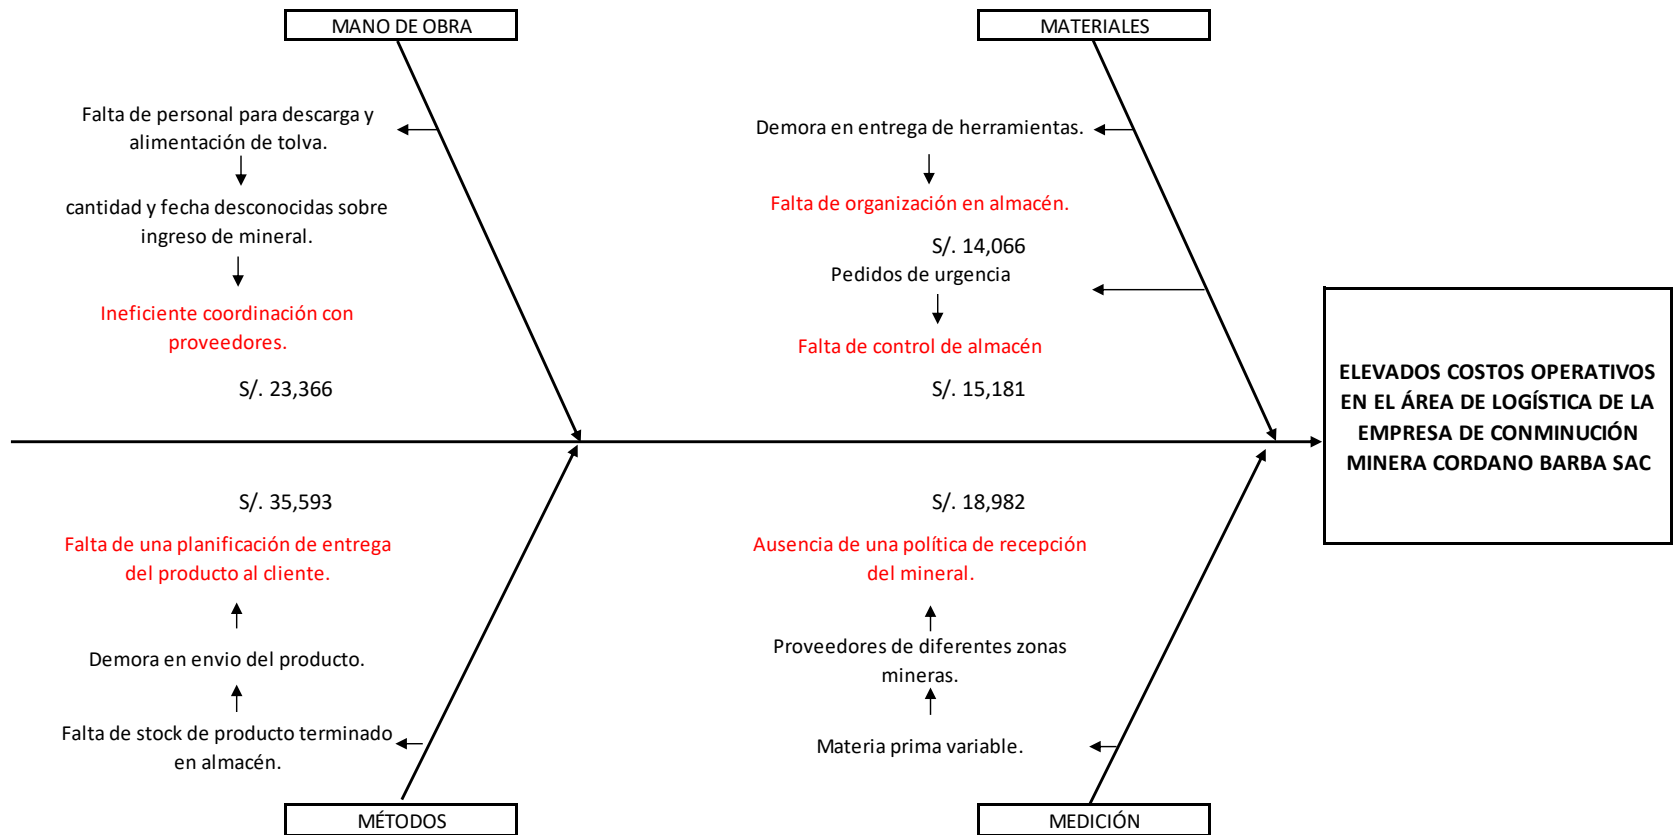 MANO DE OBRA
Falta de personal para descarga y
alimentación de tolva.
cantidad y fecha desconocidas sobre
ingreso de mineral.
Ineficiente coordinación con
proveedores.
S/. 23,366
MATERIALES
Demora en entrega de herramientas.
Falta de organización en almacén.
S/. 14,066
Pedidos de urgencia
Falta de control de almacén
S/. 15,181
ELEVADOS COSTOS OPERATIVOS
EN EL ÁREA DE LOGÍSTICA DE LA
EMPRESA DE CONMINUCIÓN
MINERA CORDANO BARBA SAC
S/. 35,593
Falta de una planificación de entrega
del producto al cliente.
Demora en envio del producto.
Falta de stock de producto terminado
en almacén.
MÉTODOS
S/. 18,982
Ausencia de una política de recepción
del mineral.
Proveedores de diferentes zonas
mineras.
Materia prima variable.
MEDICIÓN